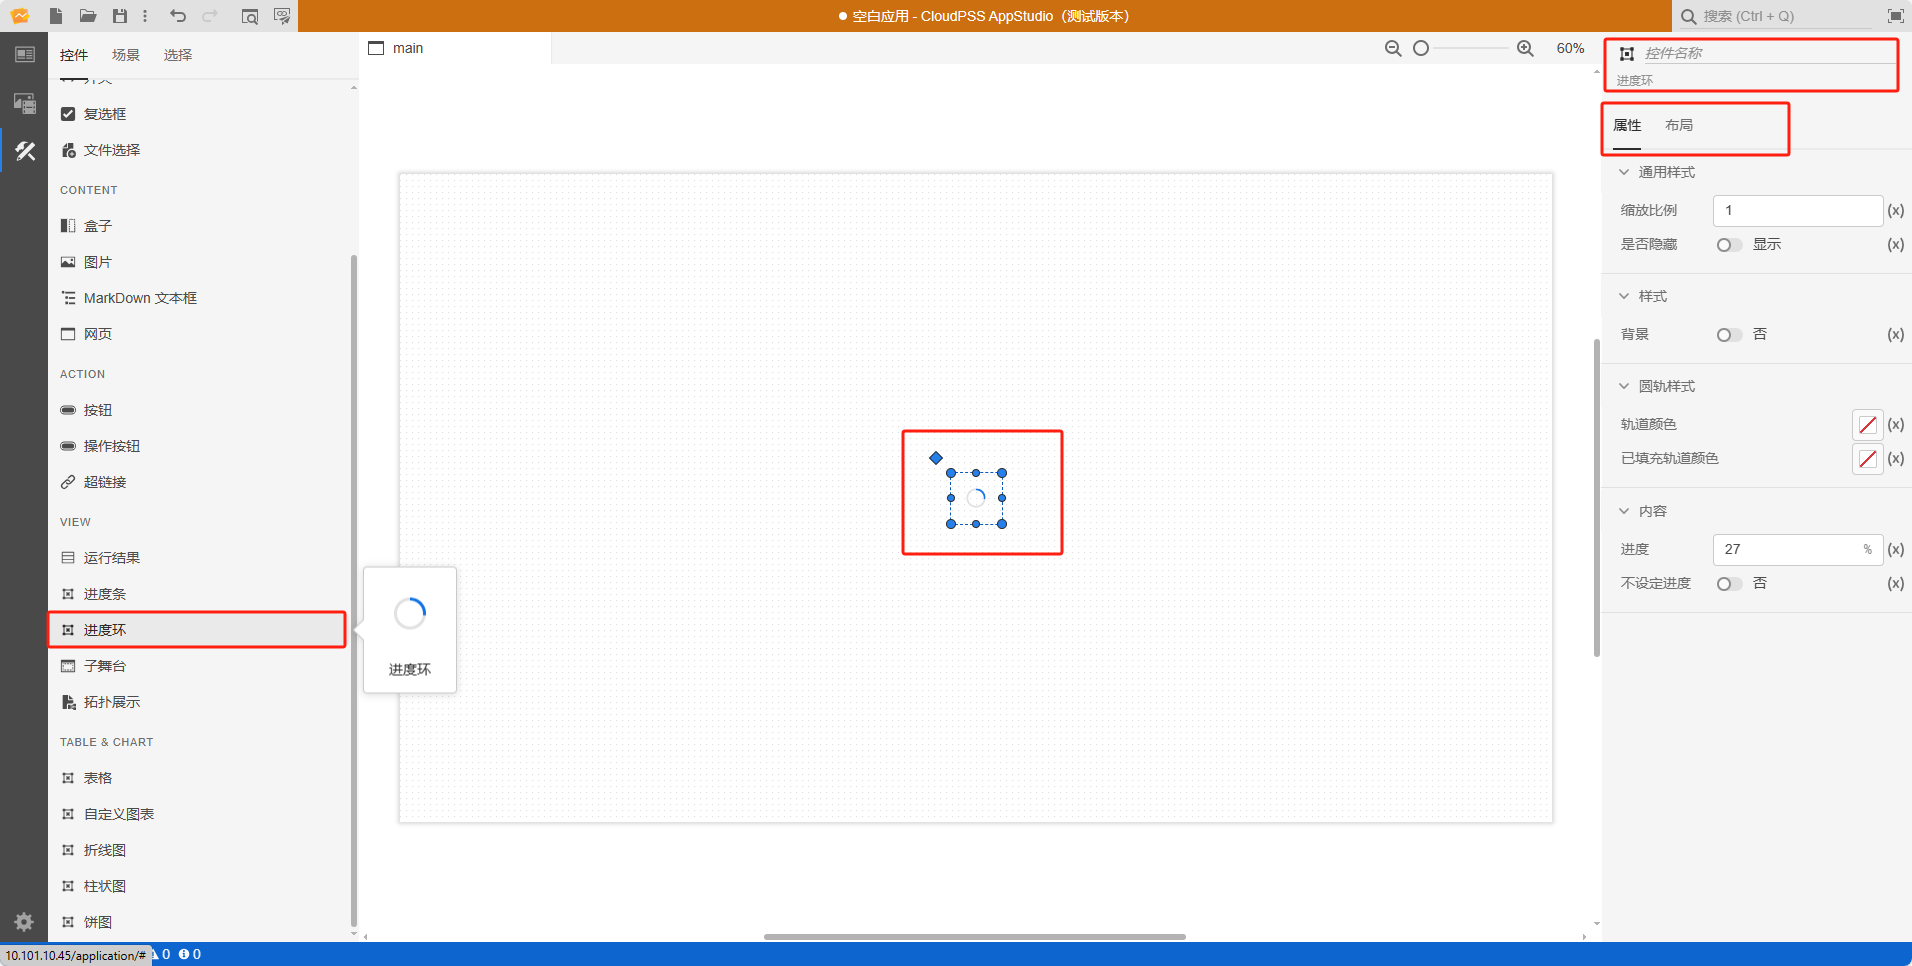 空白应用 - CloudPSS AppStudio（测试版本）
搜索 (Ctrl + Q)
控件 场景 选择
复选框
文件选择
CONTENT
盒子
图片
MarkDown 文本框
网页
ACTION
按钮
操作按钮
超链接
VIEW
运行结果
进度条
进度环
子舞台
拓扑展示
TABLE & CHART
表格
自定义图表
折线图
柱状图
饼图
main
60%
进度环
控件名称
进度环
属性 布局
通用样式
缩放比例 1 (x)
是否隐藏 显示 (x)
样式
背景 否 (x)
圆轨样式
轨道颜色 (x)
已填充轨道颜色 (x)
内容
进度 27 % (x)
不设定进度 否 (x)
10.101.10.45/application/# 0 0